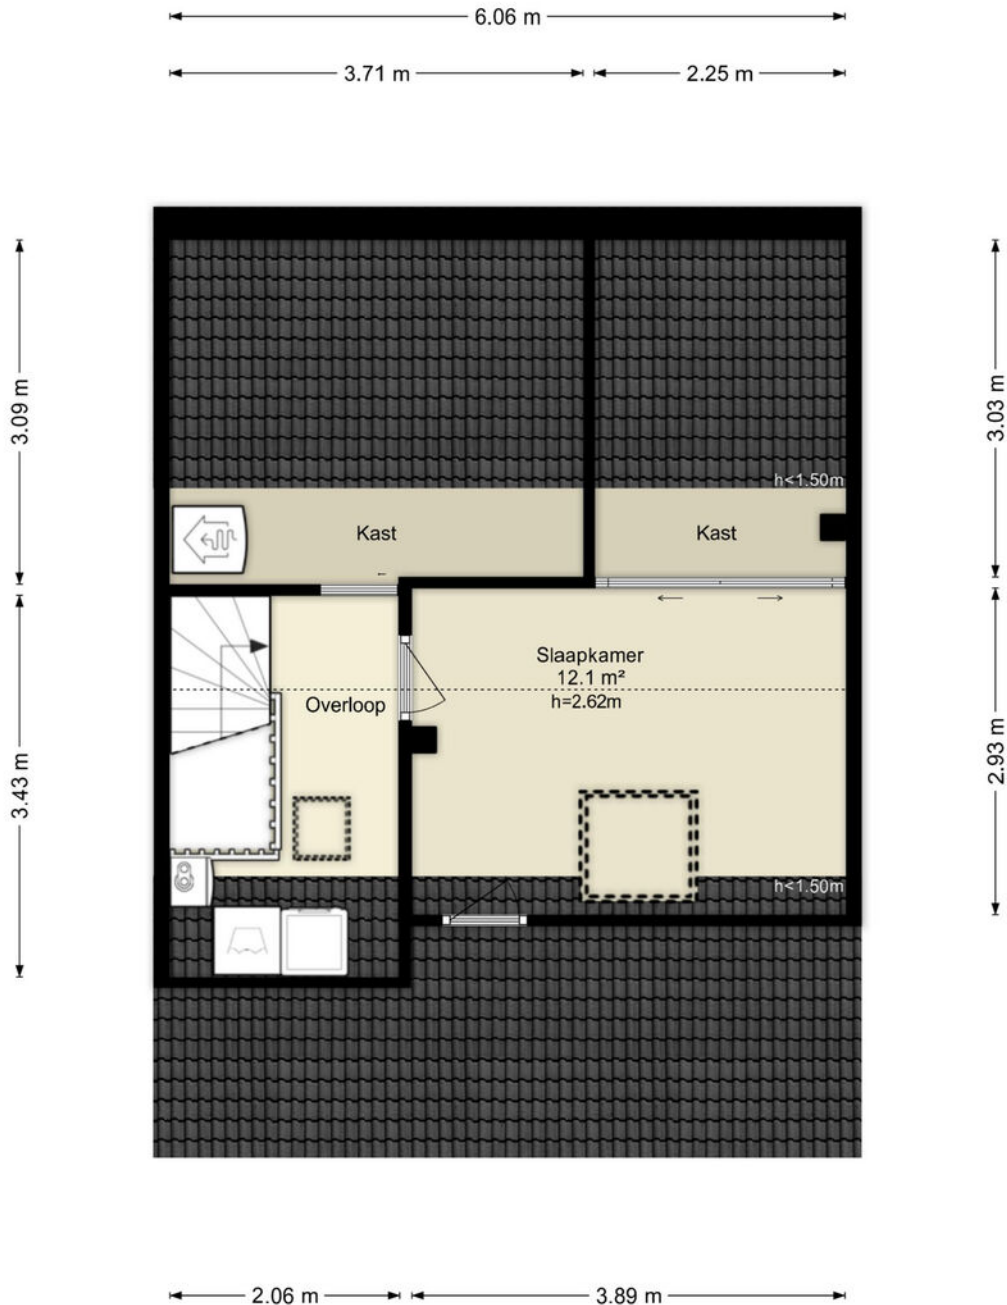 6.06 m
3.71 m
2.25 m
3.09 m
3.03 m
h<1.50m
Kast
Kast
Slaapkamer
12.1 m²
h=2.62m
Overloop
3.43 m
2.93 m
h<1.50m
2.06 m
3.89 m